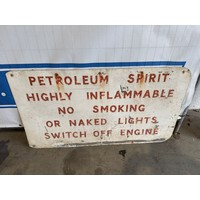 PETROLEUM SPIRIT
HIGHLY INFLAMMABLE
NO SMOKING
OR NAKED LIGHTS
SWITCH OFF ENGINE